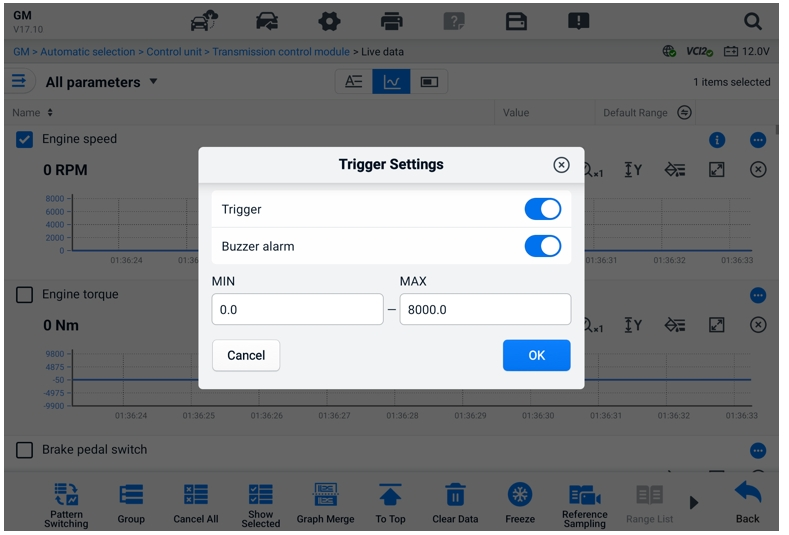 GM
V17.10
GM > Automatic selection > Control unit > Transmission control module > Live data
VCI2 12.0V
All parameters
1 items selected
Name Value Default Range
Engine speed
0 RPM
x1 Y
8000
6000
4000
2000
0
01:36:24 01:36 01:36:31 01:36:32 01:36:33
Trigger Settings
Trigger
Buzzer alarm
MIN MAX
0.0 – 8000.0
Cancel OK
Engine torque
0 Nm
x1 Y
9800
4875
-50
-4975
-9900
01:36:24 01:36:25 01:36:26 01:36:27 01:36:28 01:36:29 01:36:30 01:36:31 01:36:32 01:36:33
Brake pedal switch
Pattern
Switching
Group
Cancel All
Show
Selected
Graph Merge
To Top
Clear Data
Freeze
Reference
Sampling
Range List
Back